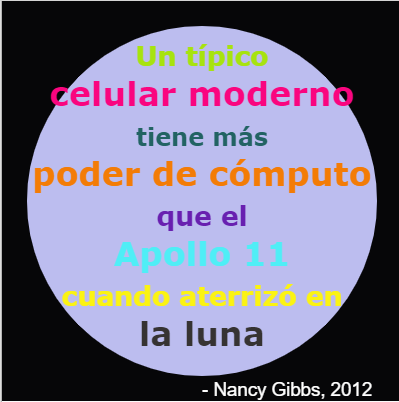 Un típico
celular moderno
tiene más
poder de cómputo
que el
Apollo 11
cuando aterrizó en
la luna
- Nancy Gibbs, 2012